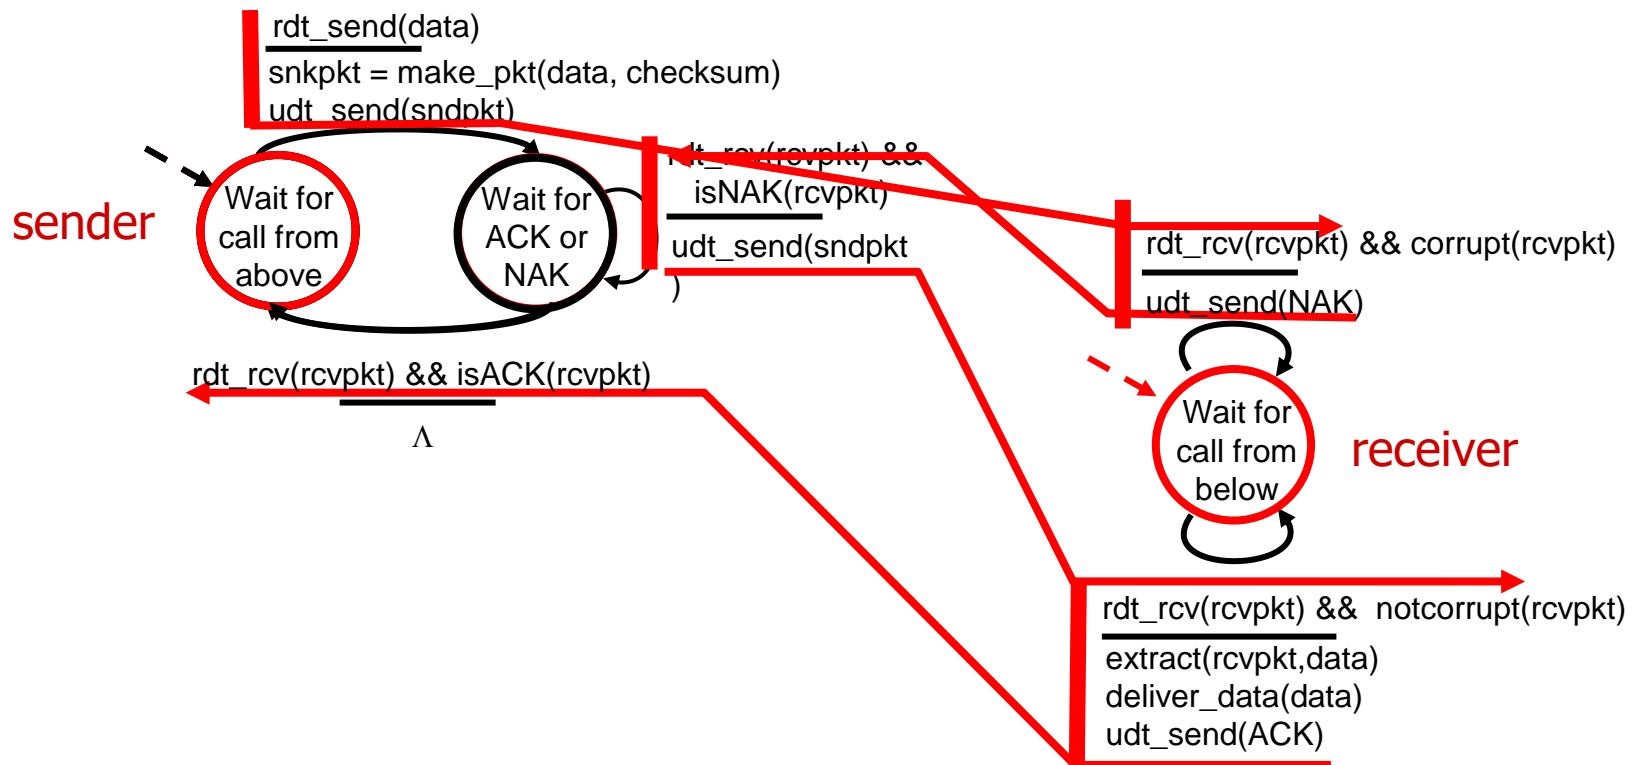 rdt_send(data)
snkpkt = make_pkt(data, checksum)
udt_send(sndpkt)
rdt_rcv(rcvpkt) &&
isNAK(rcvpkt)
udt_send(sndpkt
)
sender
Wait for
call from
above
Wait for
ACK or
NAK
rdt_rcv(rcvpkt) && corrupt(rcvpkt)
udt_send(NAK)
rdt_rcv(rcvpkt) && isACK(rcvpkt)
Λ
Wait for
call from
below
receiver
rdt_rcv(rcvpkt) && notcorrupt(rcvpkt)
extract(rcvpkt,data)
deliver_data(data)
udt_send(ACK)